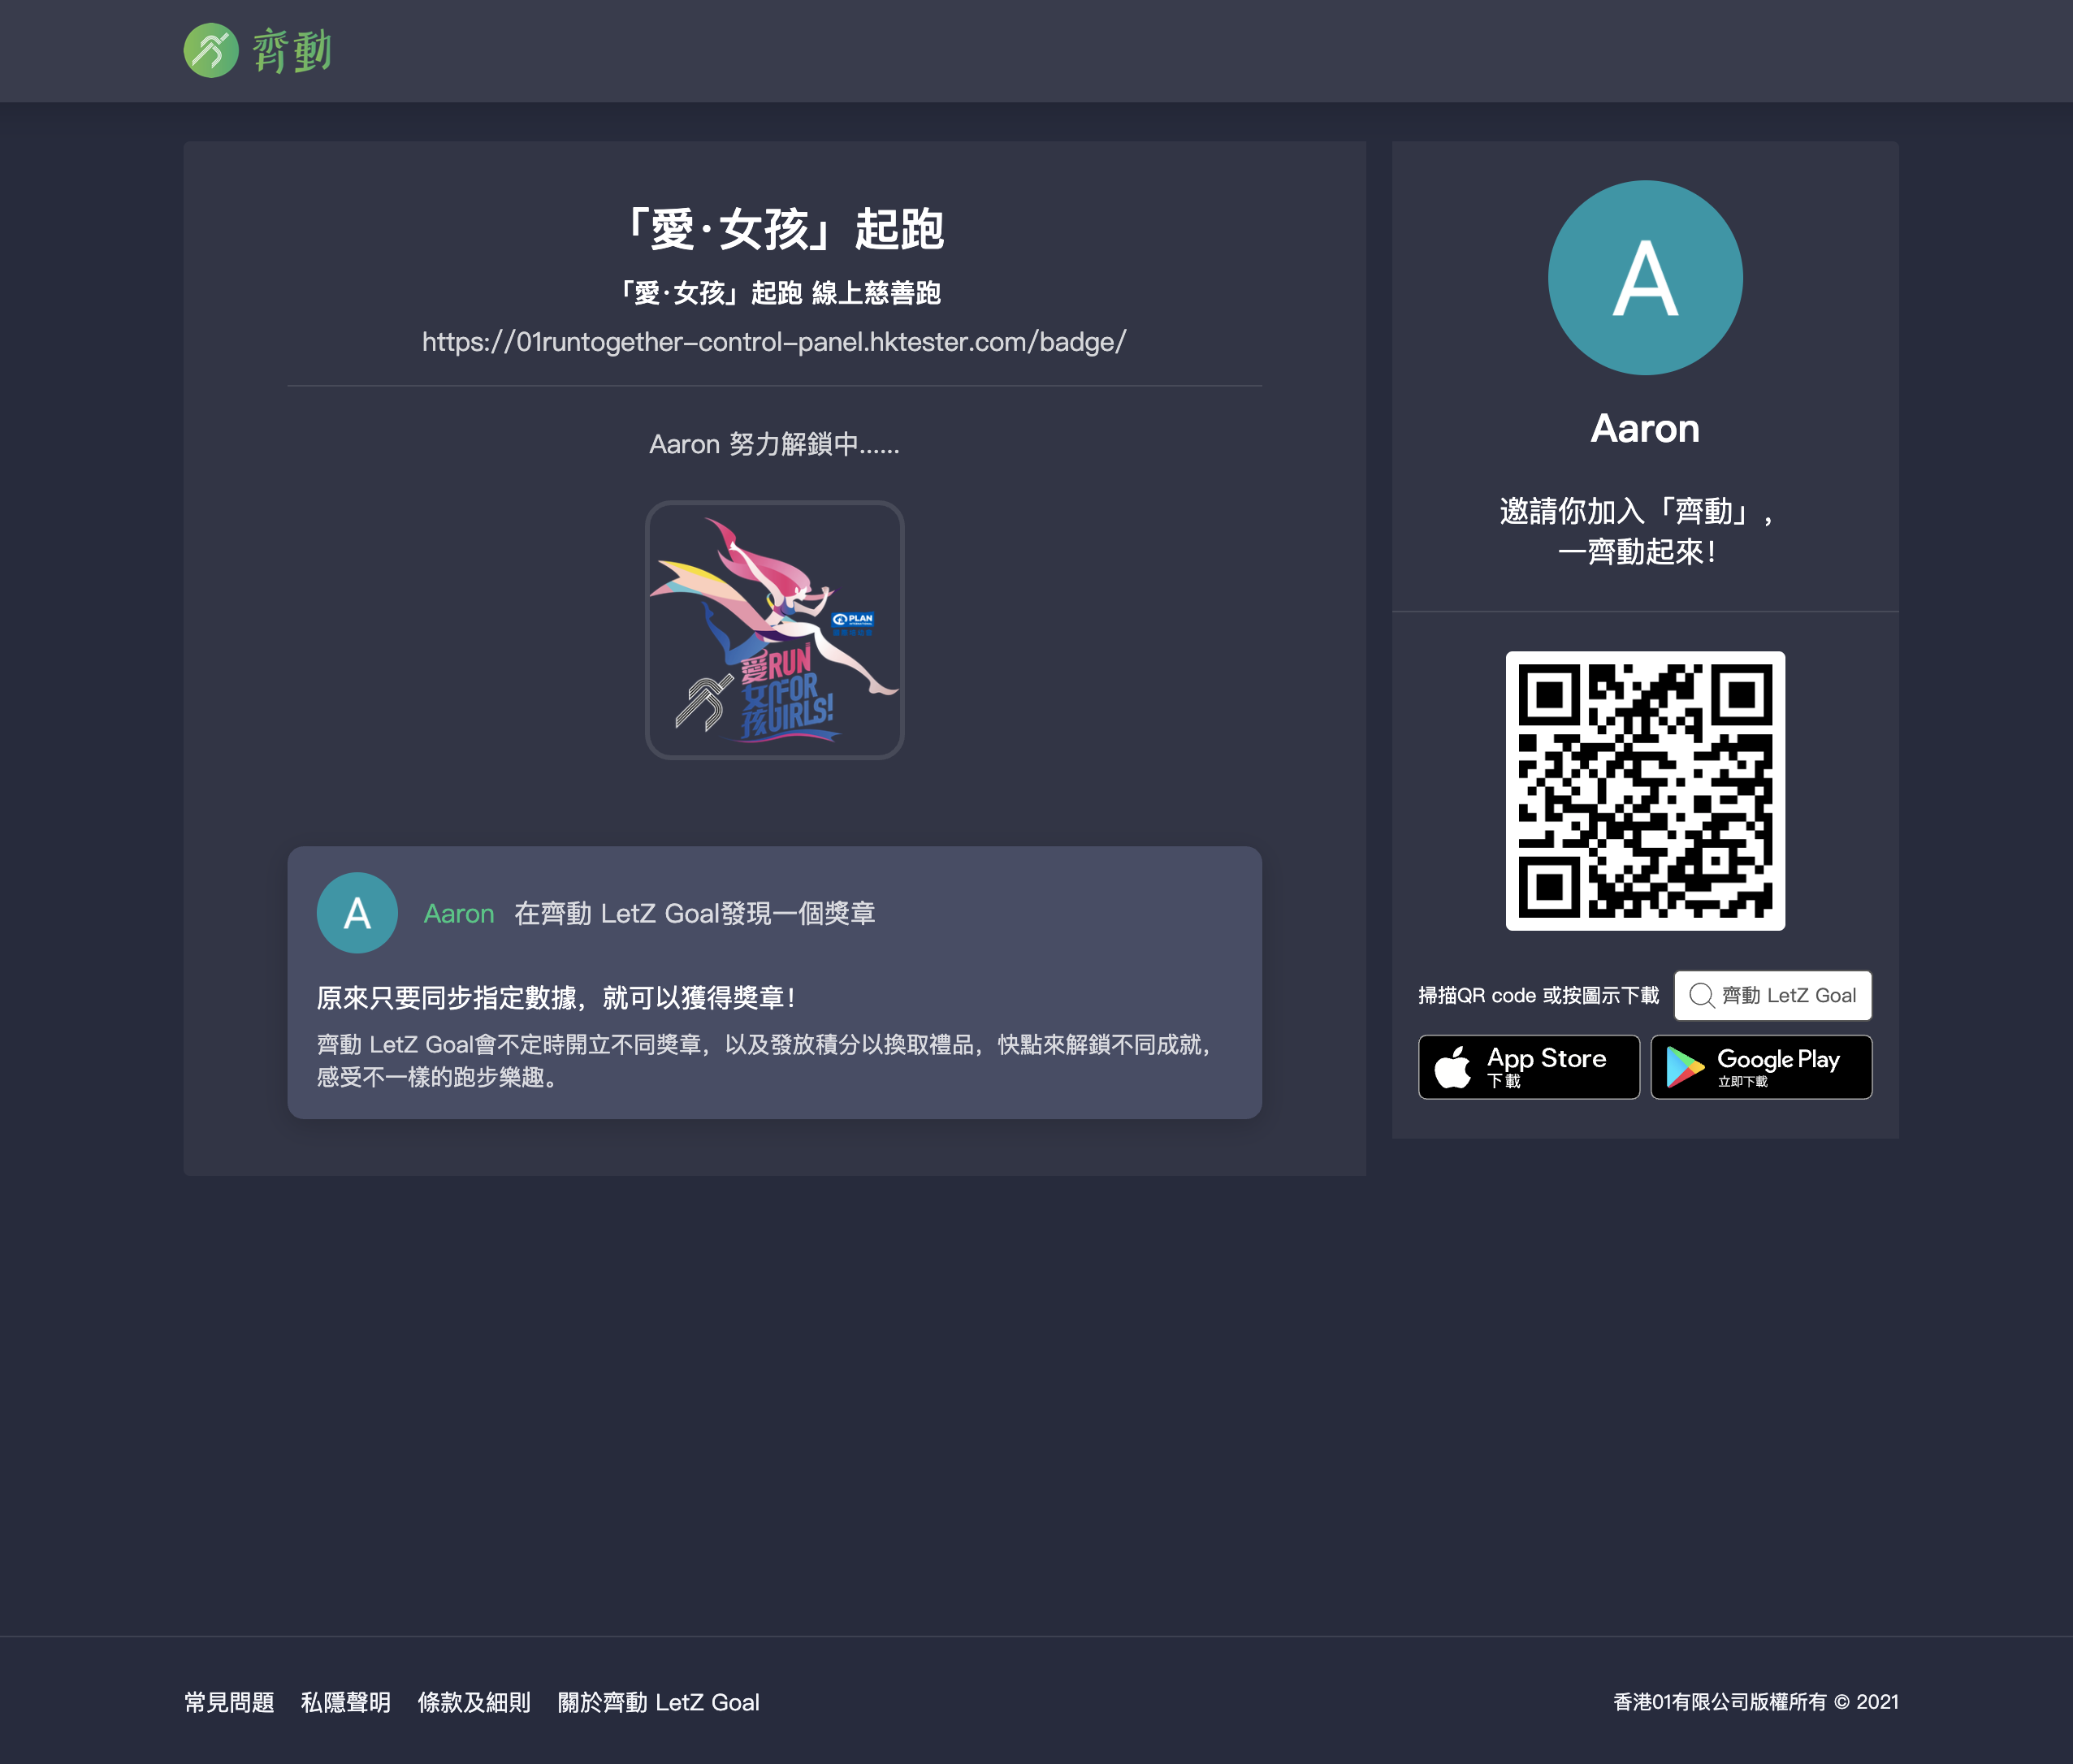 齊動
「愛·女孩」起跑
「愛·女孩」起跑 線上慈善跑
https://01runtogether-control-panel.hktester.com/badge/
Aaron 努力解鎖中......
PLAN
INTERNATIONAL
愛RUN
女FOR
孩GIRLS!
A
Aaron 在齊動 LetZ Goal發現一個獎章
原來只要同步指定數據，就可以獲得獎章！
齊動 LetZ Goal會不定時開立不同獎章，以及發放積分以換取禮品，快點來解鎖不同成就，
感受不一樣的跑步樂趣。
A
Aaron
邀請你加入「齊動」，
一齊動起來！
掃描QR code 或按圖示下載
齊動 LetZ Goal
App Store
下載
Google Play
立即下載
常見問題 私隱聲明 條款及細則 關於齊動 LetZ Goal
香港01有限公司版權所有 © 2021